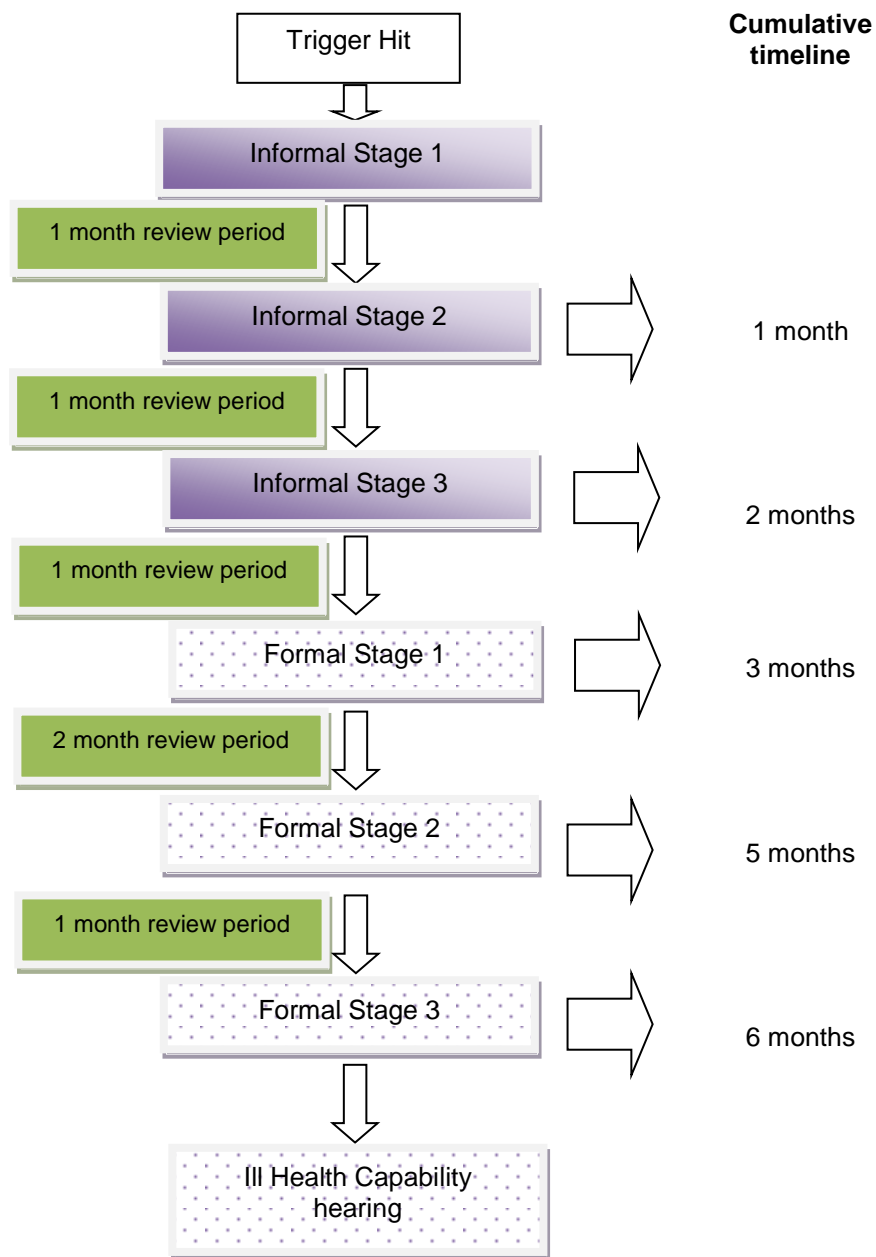 Trigger Hit
Cumulative
timeline
Informal Stage 1
1 month review period
Informal Stage 2
1 month
1 month review period
Informal Stage 3
2 months
1 month review period
Formal Stage 1
3 months
2 month review period
Formal Stage 2
5 months
1 month review period
Formal Stage 3
6 months
Ill Health Capability
hearing